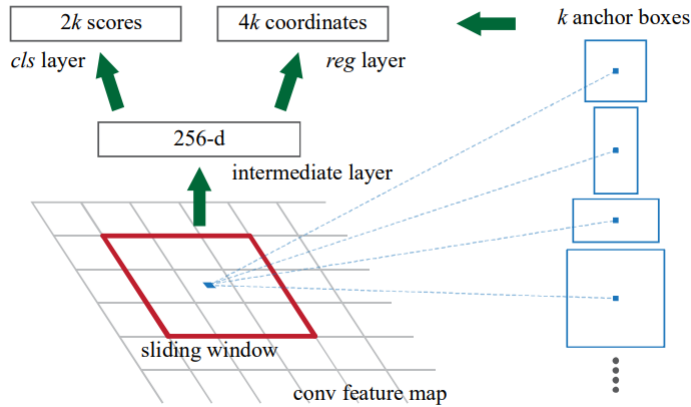 2k scores
4k coordinates
k anchor boxes
cls layer
reg layer
256-d
intermediate layer
sliding window
conv feature map